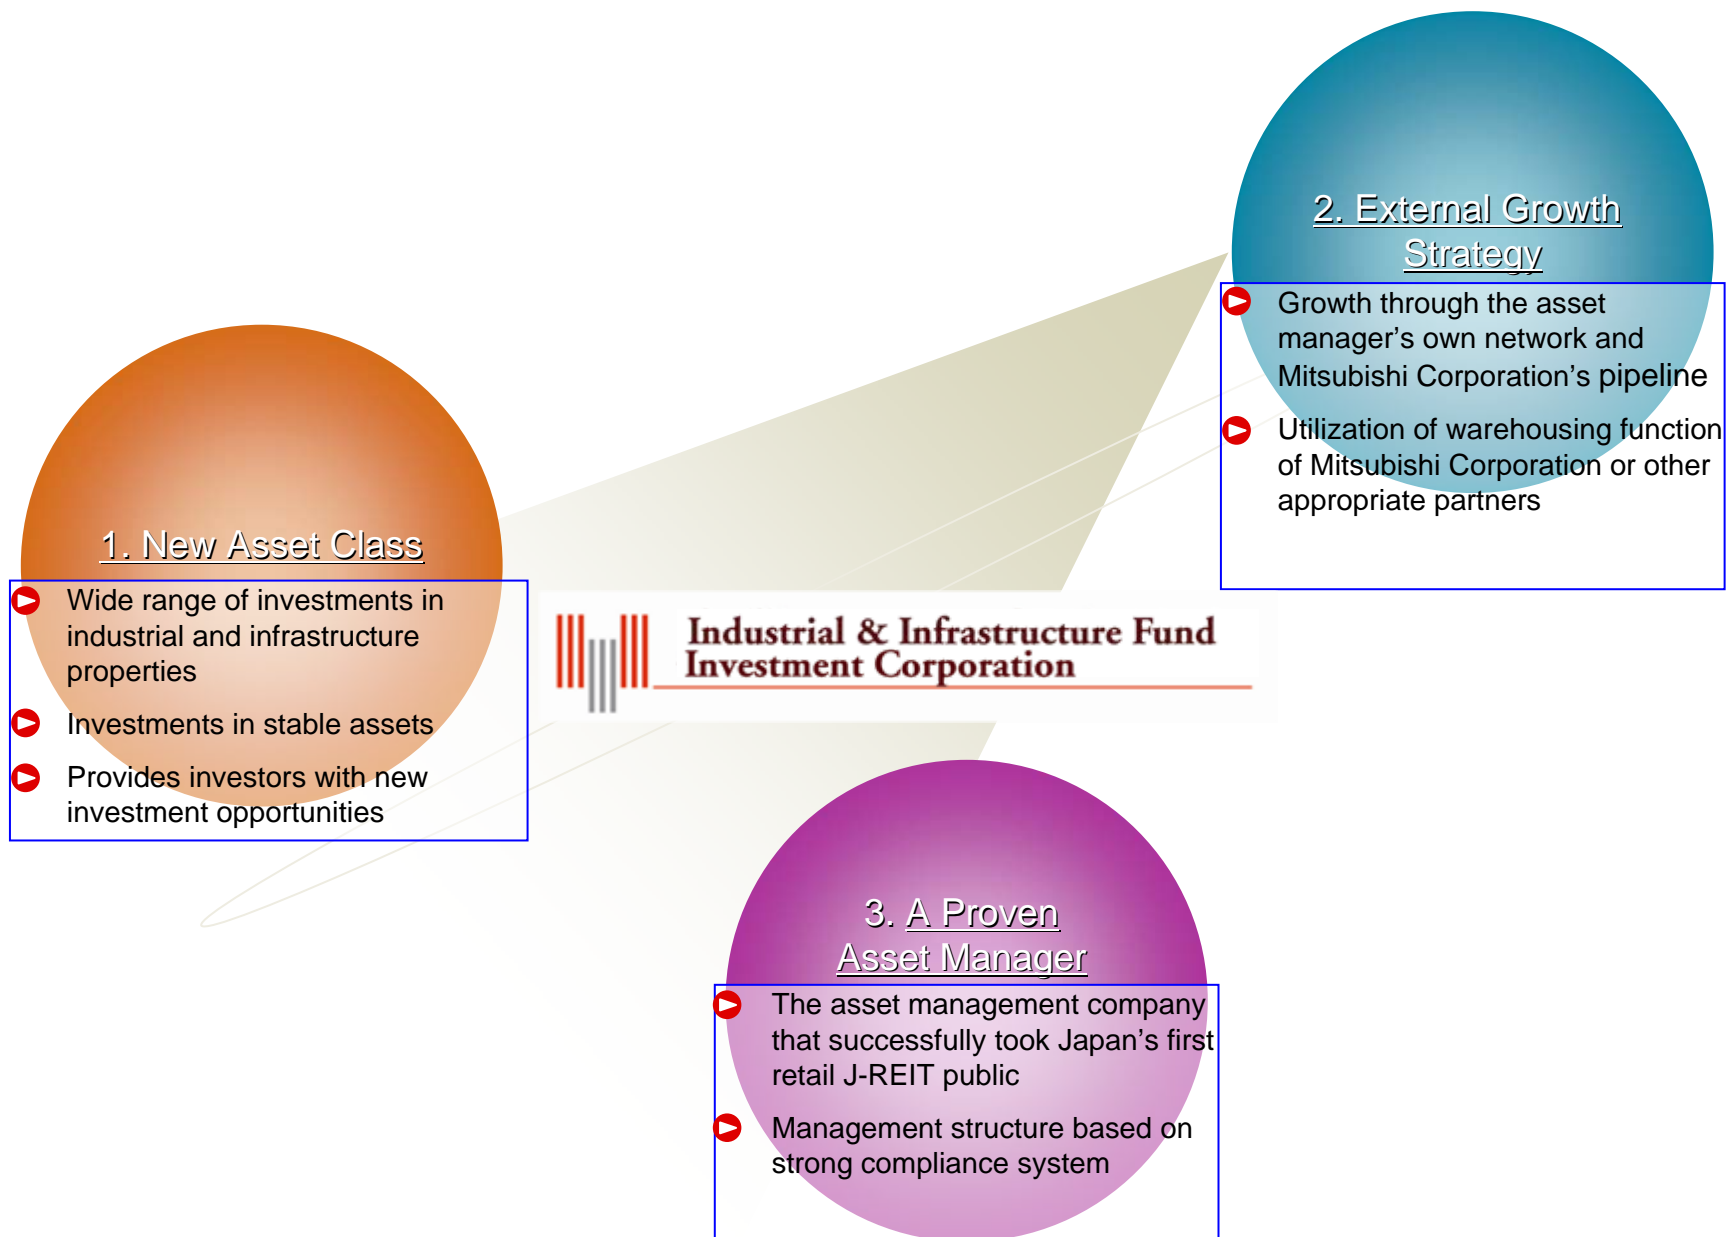 2. External Growth
Strategy
Growth through the asset
manager’s own network and
Mitsubishi Corporation’s pipeline
Utilization of warehousing function
of Mitsubishi Corporation or other
appropriate partners
1. New Asset Class
Wide range of investments in
industrial and infrastructure
properties
Investments in stable assets
Provides investors with new
investment opportunities
Industrial & Infrastructure Fund
Investment Corporation
3. A Proven
Asset Manager
The asset management company
that successfully took Japan’s first
retail J-REIT public
Management structure based on
strong compliance system